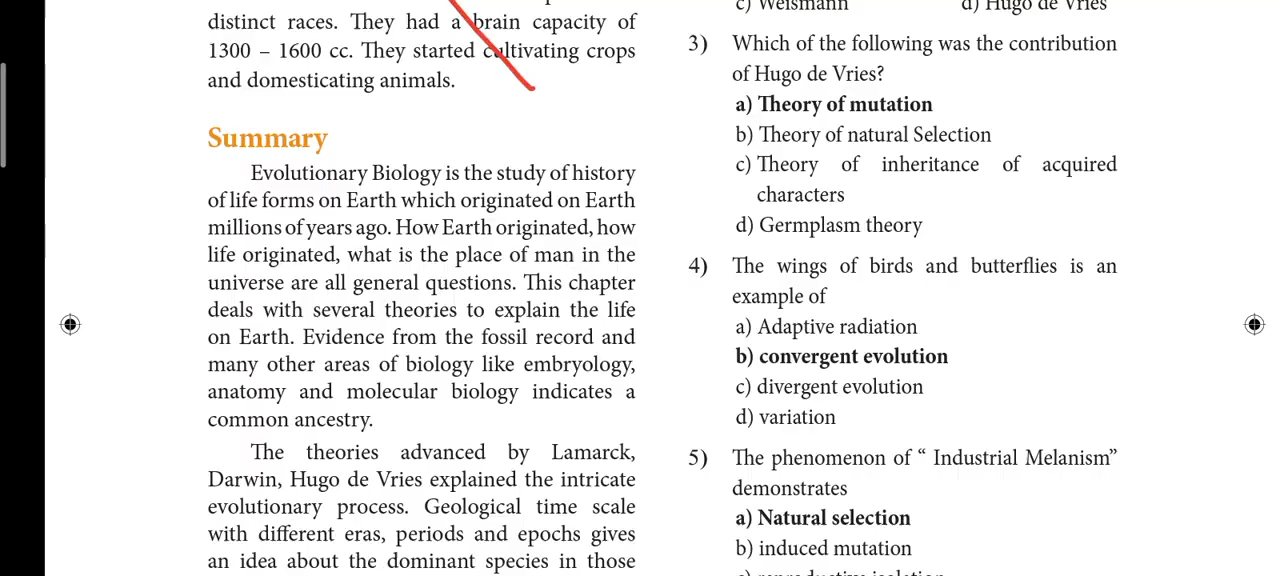 distinct races. They had a brain capacity of
1300 – 1600 cc. They started cultivating crops
and domesticating animals.
Summary
Evolutionary Biology is the study of history
of life forms on Earth which originated on Earth
millions of years ago. How Earth originated, how
life originated, what is the place of man in the
universe are all general questions. This chapter
deals with several theories to explain the life
on Earth. Evidence from the fossil record and
many other areas of biology like embryology,
anatomy and molecular biology indicates a
common ancestry.
The theories advanced by Lamarck,
Darwin, Hugo de Vries explained the intricate
evolutionary process. Geological time scale
with different eras, periods and epochs gives
an idea about the dominant species in those
c) Weismann d) Hugo de Vries
3) Which of the following was the contribution
of Hugo de Vries?
a) Theory of mutation
b) Theory of natural Selection
c) Theory of inheritance of acquired
characters
d) Germplasm theory
4) The wings of birds and butterflies is an
example of
a) Adaptive radiation
b) convergent evolution
c) divergent evolution
d) variation
5) The phenomenon of “ Industrial Melanism”
demonstrates
a) Natural selection
b) induced mutation
c) reproductive isolation